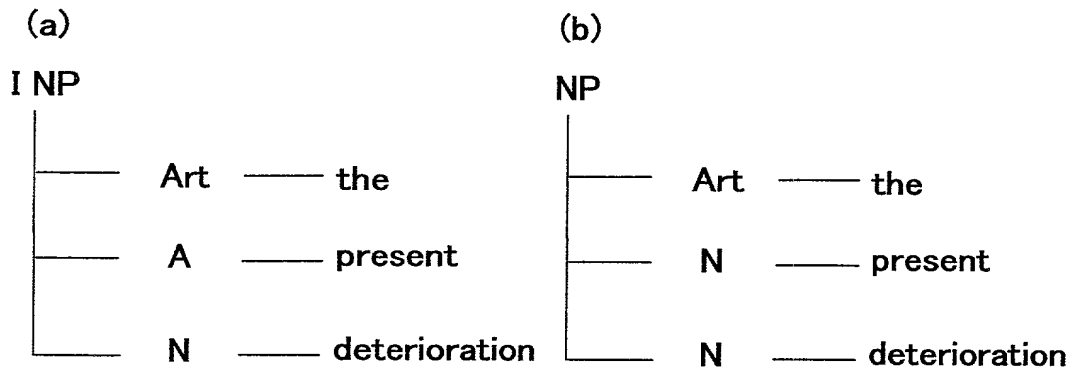 (a) (b)
I NP NP
Art the Art the
A present N present
N deterioration N deterioration